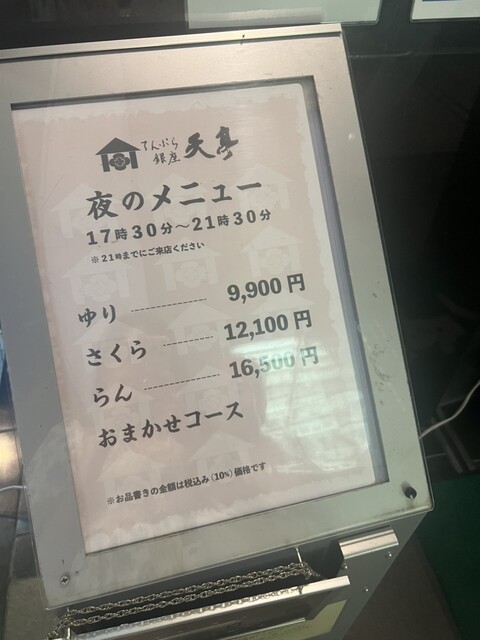 てんぷら
銀座 天亭
夜のメニュー
17時30分〜21時30分
※21時までにご来店ください
ゆり 9,900円
さくら 12,100円
らん 16,500円
おまかせコース
※お品書きの金額は税込み(10%)価格です